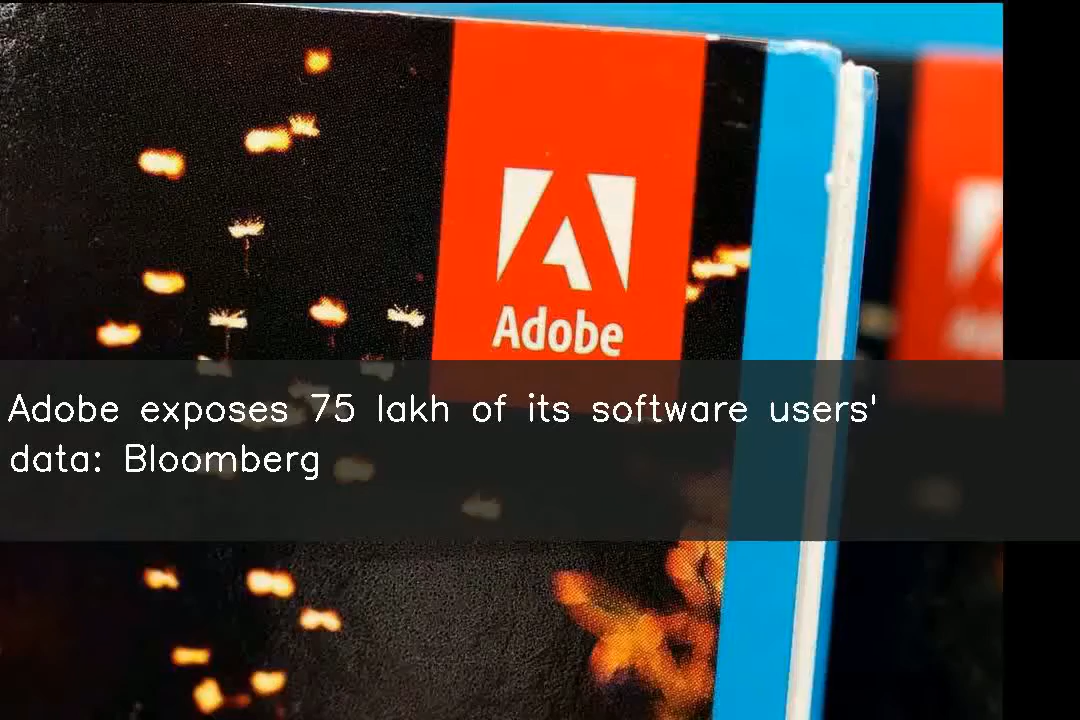 Adobe
Adobe exposes 75 lakh of its software users'
data: Bloomberg